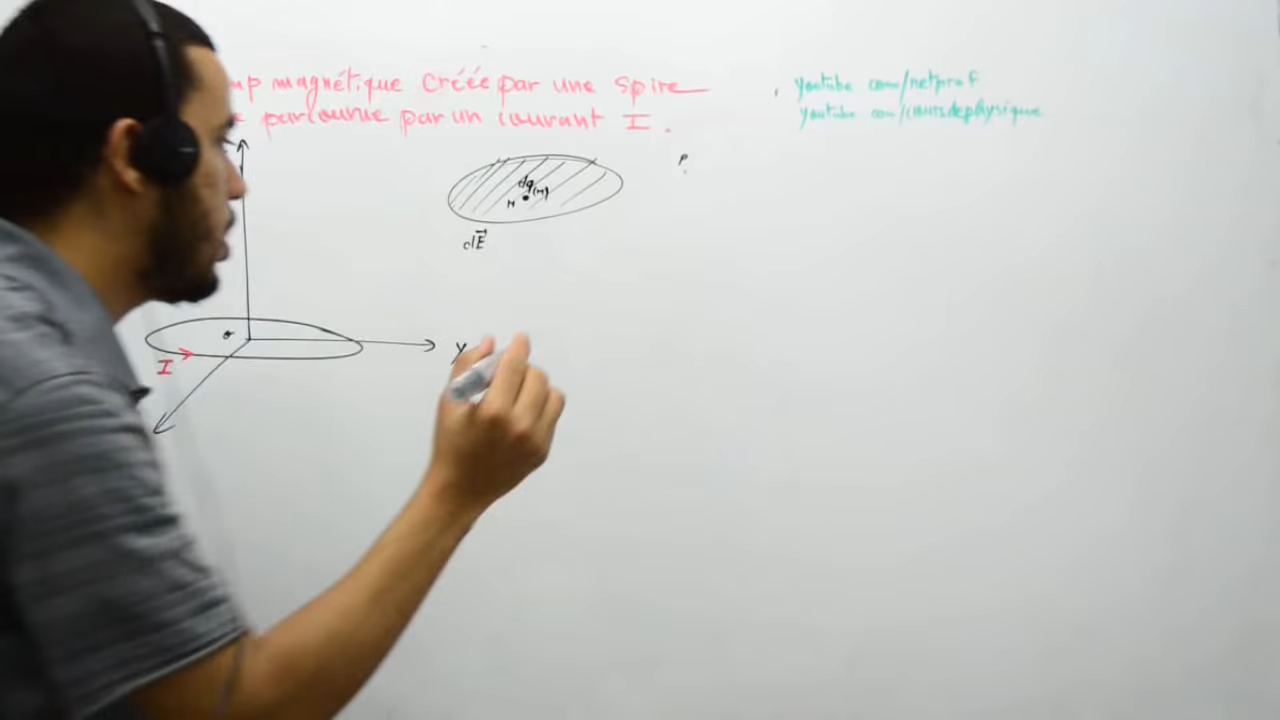 mp magnétique créée par une spire
e parcourue par un courant I.
youtube com/netprof
youtube com/coursdephysique
P
dq(M)
M
dE⃗
o
y
I